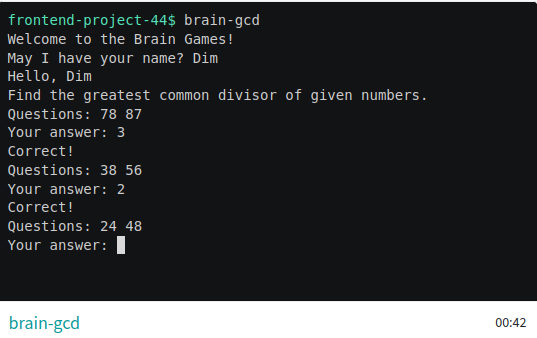 frontend-project-44$ brain-gcd
Welcome to the Brain Games!
May I have your name? Dim
Hello, Dim
Find the greatest common divisor of given numbers.
Questions: 78 87
Your answer: 3
Correct!
Questions: 38 56
Your answer: 2
Correct!
Questions: 24 48
Your answer:
brain-gcd 00:42